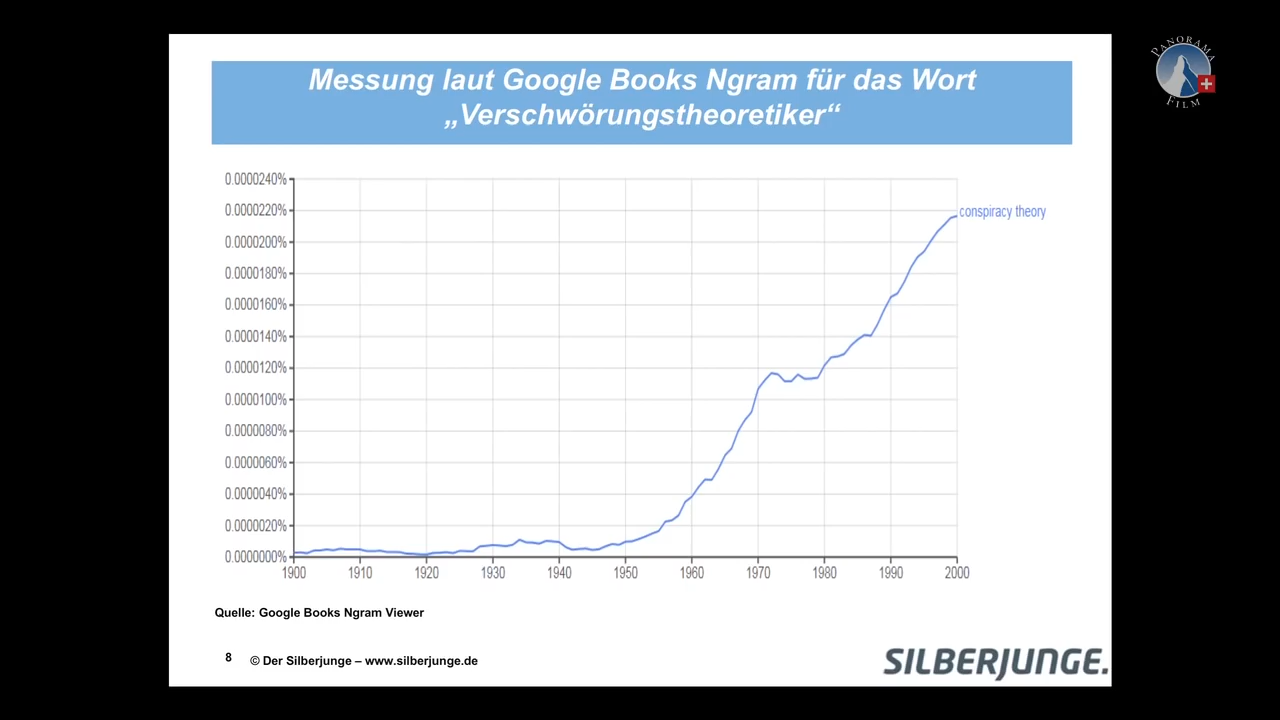 PANORAMA
FILM
Messung laut Google Books Ngram für das Wort
„Verschwörungstheoretiker“
0.0000240%
0.0000220%
0.0000200%
0.0000180%
0.0000160%
0.0000140%
0.0000120%
0.0000100%
0.0000080%
0.0000060%
0.0000040%
0.0000020%
0.0000000%
conspiracy theory
1900 1910 1920 1930 1940 1950 1960 1970 1980 1990 2000
Quelle: Google Books Ngram Viewer
8 © Der Silberjunge – www.silberjunge.de
SILBERJUNGE.